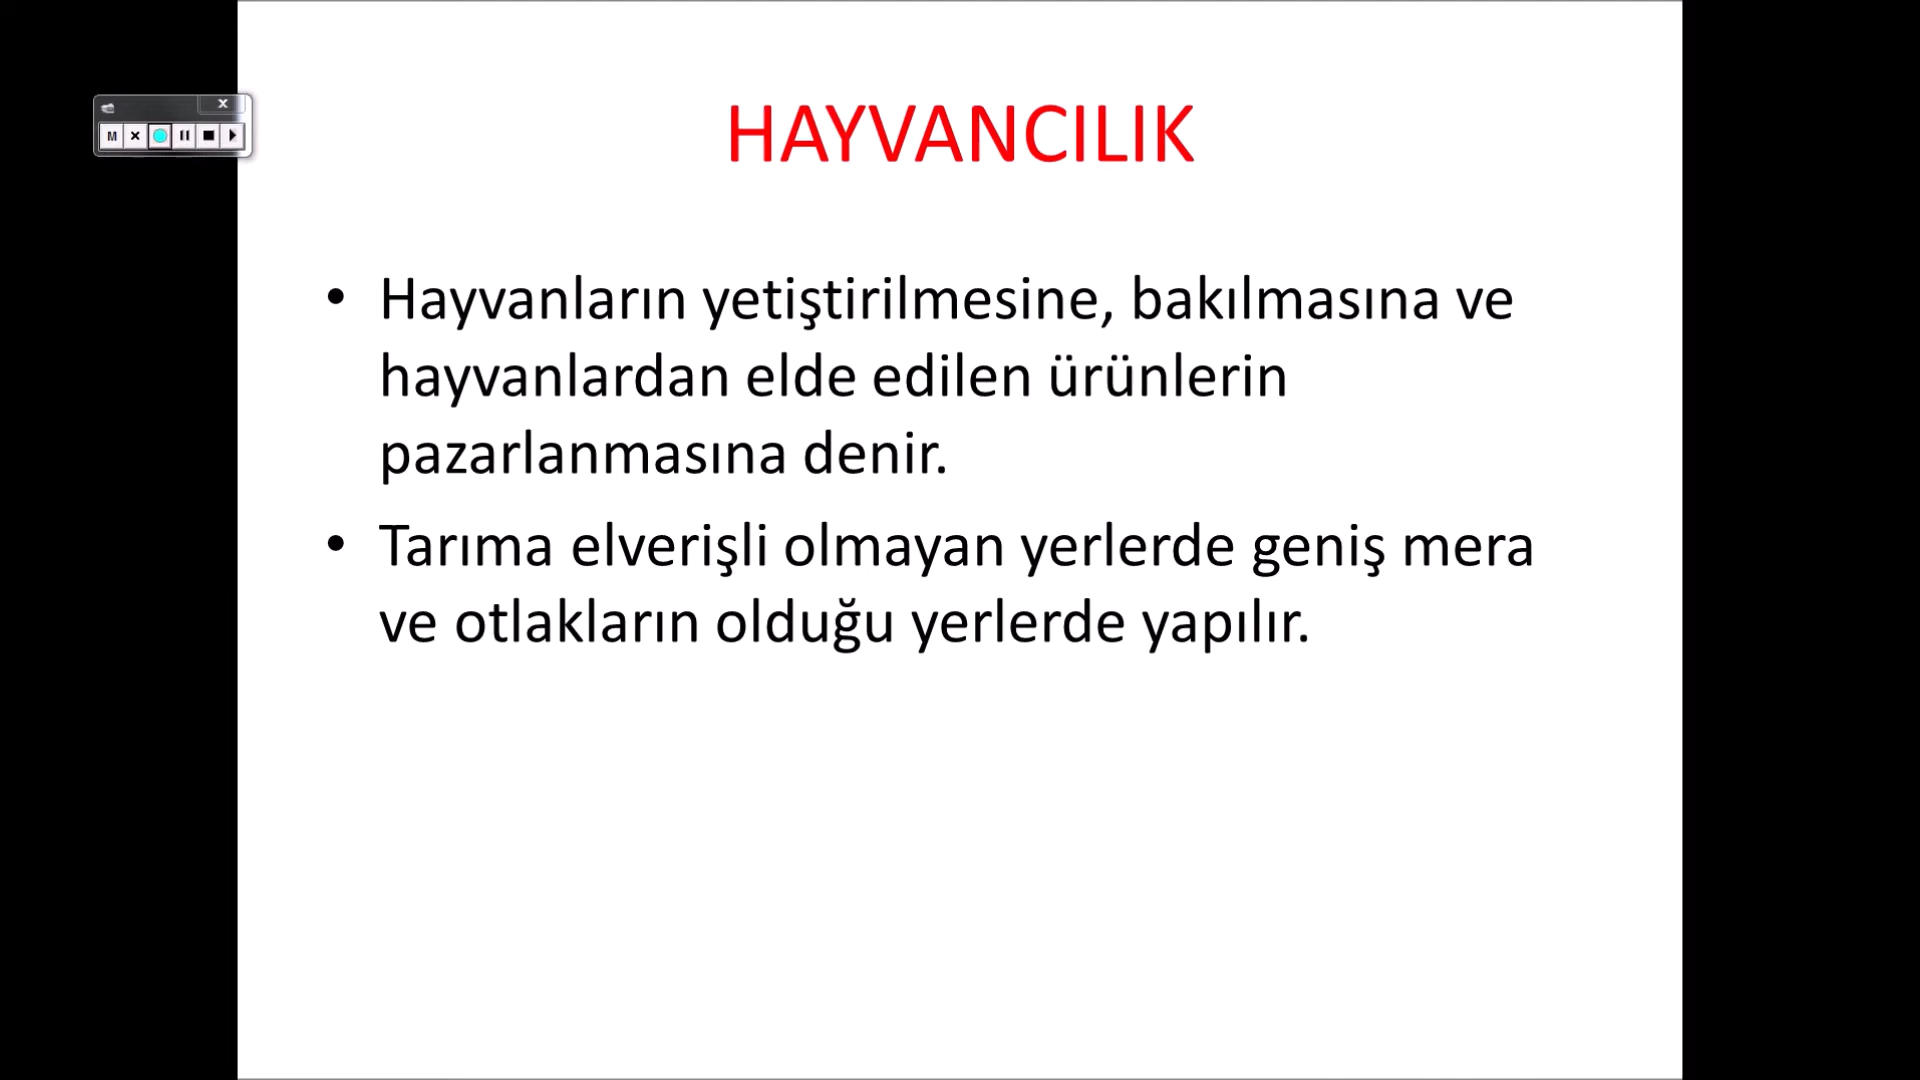 HAYVANCILIK
• Hayvanların yetiştirilmesine, bakılmasına ve
hayvanlardan elde edilen ürünlerin
pazarlanmasına denir.
• Tarıma elverişli olmayan yerlerde geniş mera
ve otlakların olduğu yerlerde yapılır.
M